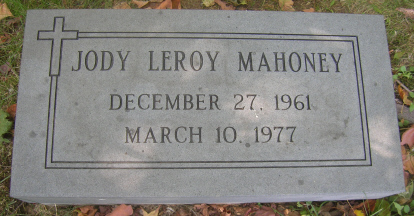 JODY LEROY MAHONEY
DECEMBER 27, 1961
MARCH 10, 1977